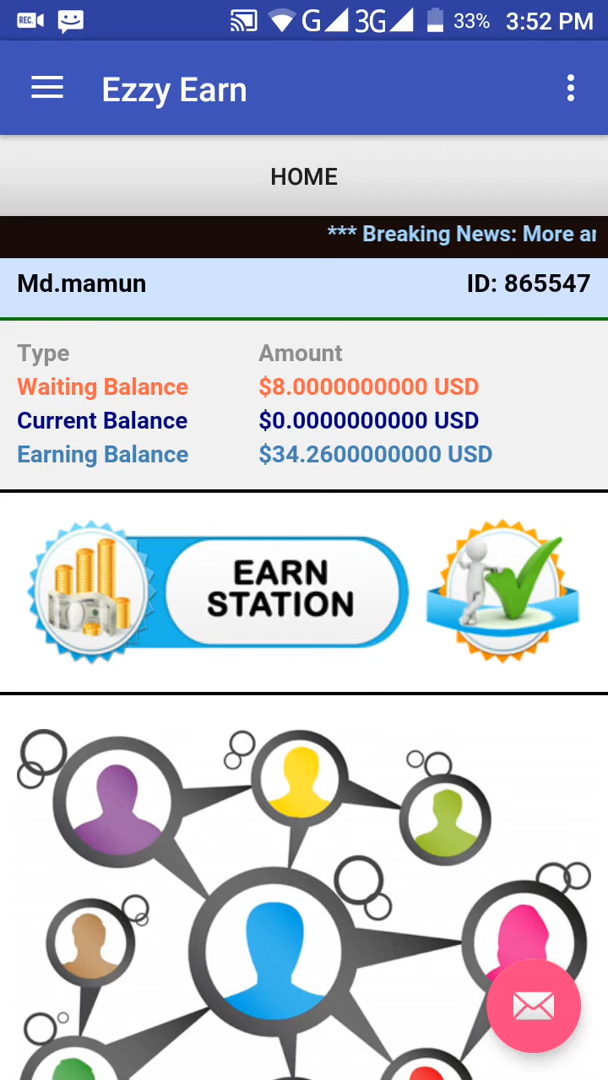 REC.
G 3G 33% 3:52 PM
Ezzy Earn
HOME
*** Breaking News: More
Md.mamun ID: 865547
Type Amount
Waiting Balance $8.0000000000 USD
Current Balance $0.0000000000 USD
Earning Balance $34.2600000000 USD
EARN
STATION